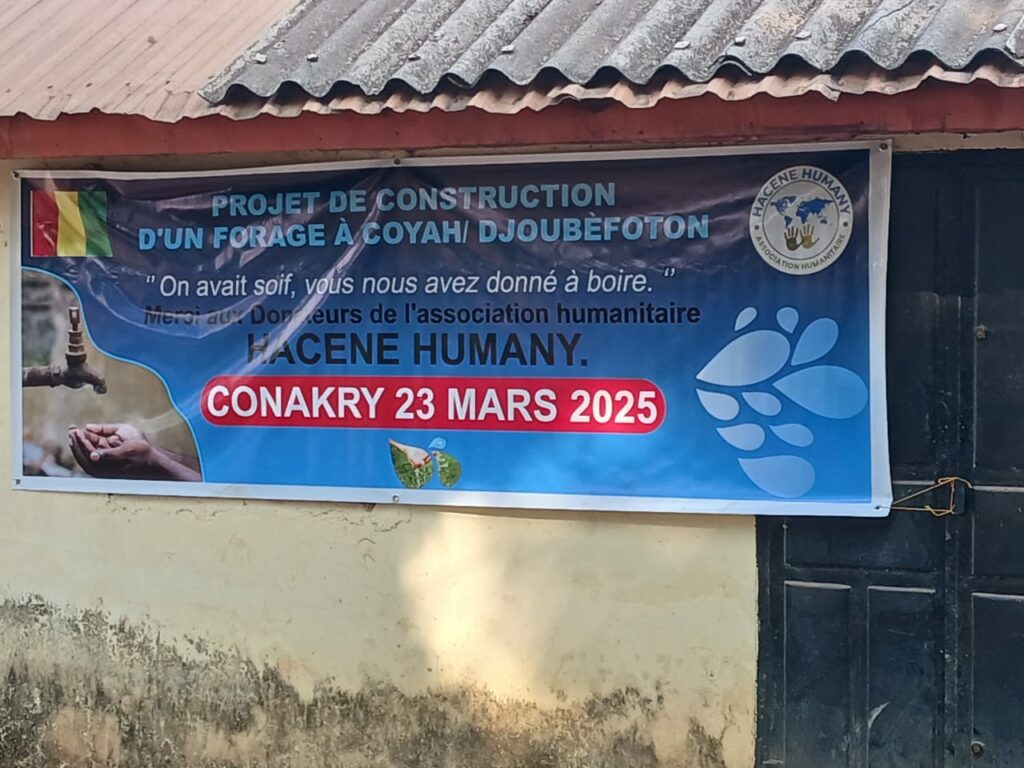 PROJET DE CONSTRUCTION
D'UN FORAGE À COYAH/ DJOUBÈFOTON
HACENE HUMANY
ASSOCIATION HUMANITAIRE
" On avait soif, vous nous avez donné à boire. "
Merci aux Donateurs de l'association humanitaire
HACENE HUMANY.
CONAKRY 23 MARS 2025